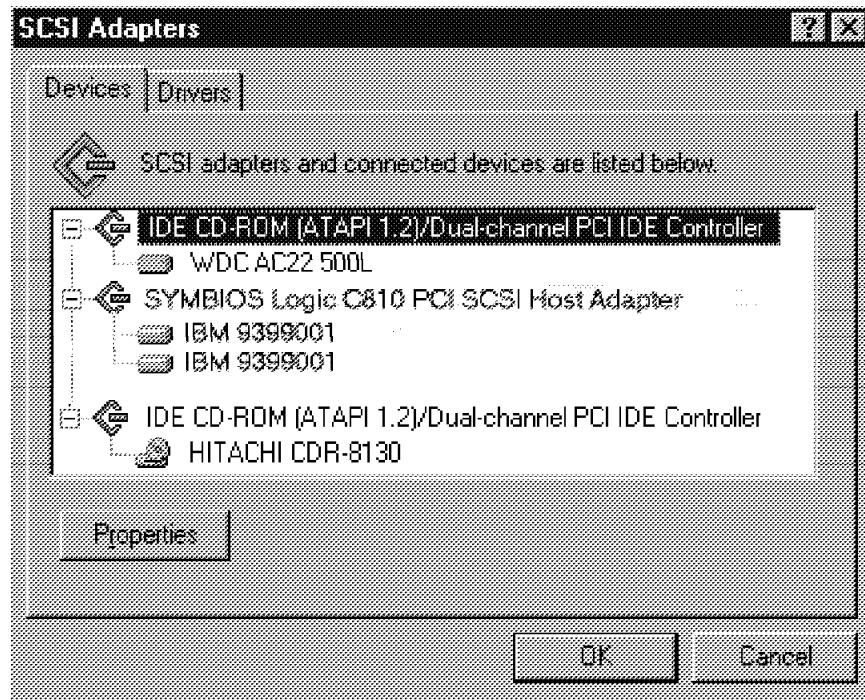 SCSI Adapters
Devices Drivers
SCSI adapters and connected devices are listed below.
IDE CD-ROM (ATAPI 1.2)/Dual-channel PCI IDE Controller
WDC AC22 500L
SYMBIOS Logic C810 PCI SCSI Host Adapter
IBM 9399001
IBM 9399001
IDE CD-ROM (ATAPI 1.2)/Dual-channel PCI IDE Controller
HITACHI CDR-8130
Properties
OK Cancel